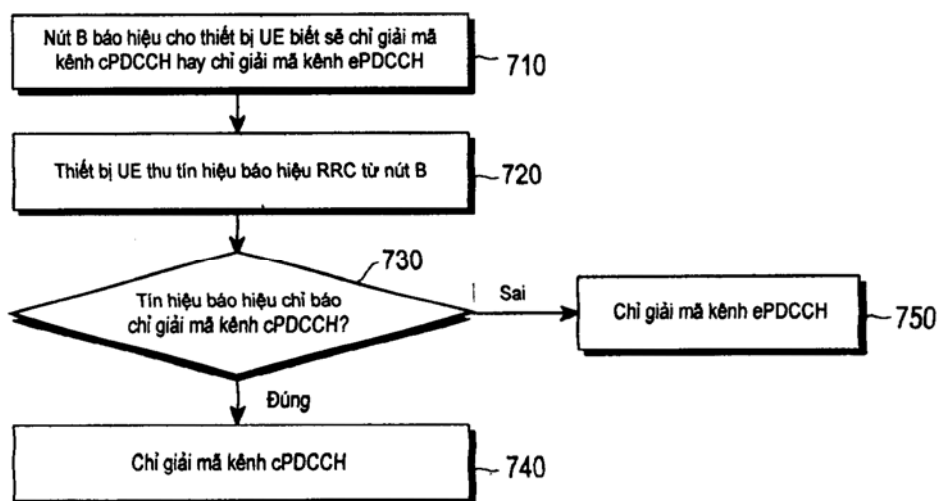 Nút B báo hiệu cho thiết bị UE biết sẽ chỉ giải mã
kênh cPDCCH hay chỉ giải mã kênh ePDCCH
710
Thiết bị UE thu tín hiệu báo hiệu RRC từ nút B
720
730
Tín hiệu báo hiệu chỉ báo
chỉ giải mã kênh cPDCCH?
Sai
Chỉ giải mã kênh ePDCCH
750
Đúng
Chỉ giải mã kênh cPDCCH
740